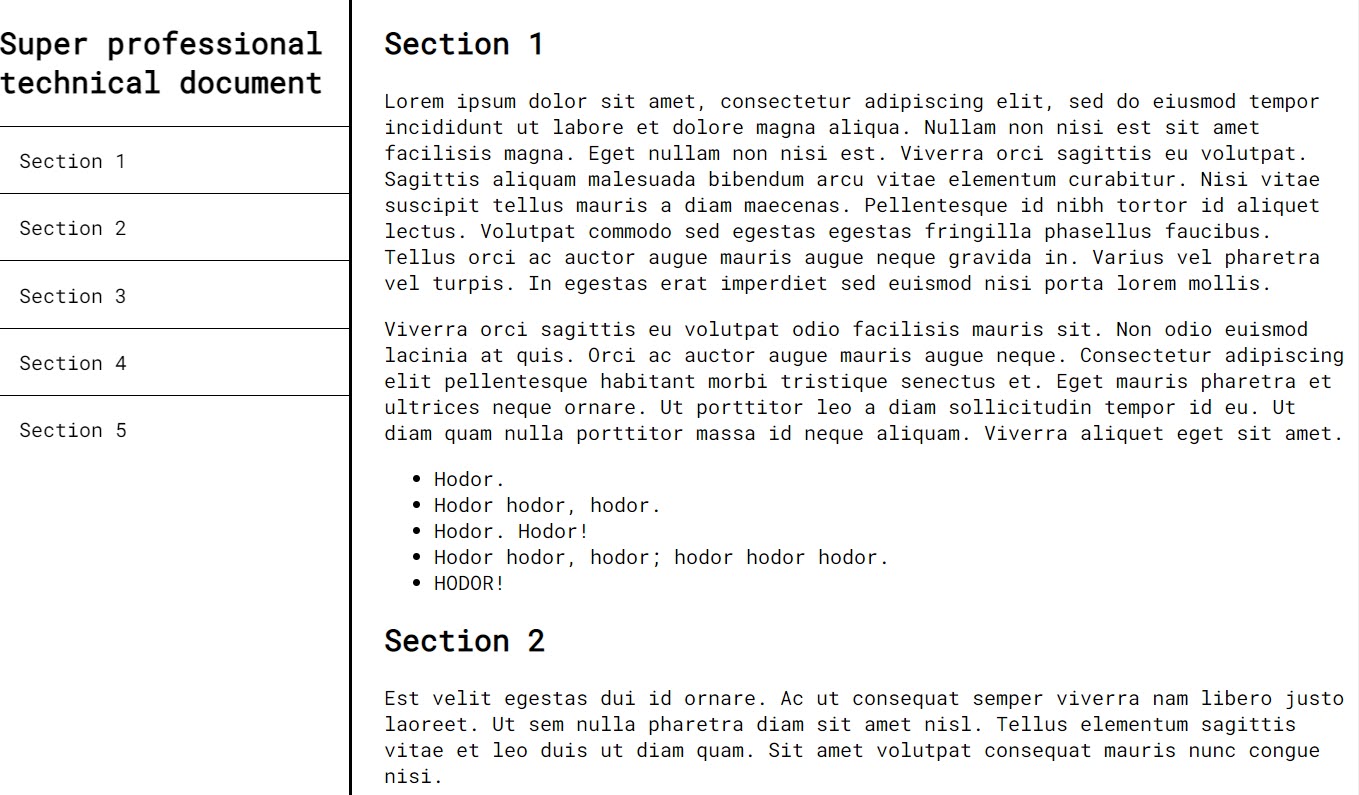 Super professional
technical document
Section 1
Section 2
Section 3
Section 4
Section 5
Section 1
Lorem ipsum dolor sit amet, consectetur adipiscing elit, sed do eiusmod tempor
incididunt ut labore et dolore magna aliqua. Nullam non nisi est sit amet
facilisis magna. Eget nullam non nisi est. Viverra orci sagittis eu volutpat.
Sagittis aliquam malesuada bibendum arcu vitae elementum curabitur. Nisi vitae
suscipit tellus mauris a diam maecenas. Pellentesque id nibh tortor id aliquet
lectus. Volutpat commodo sed egestas egestas fringilla phasellus faucibus.
Tellus orci ac auctor augue mauris augue neque gravida in. Varius vel pharetra
vel turpis. In egestas erat imperdiet sed euismod nisi porta lorem mollis.
Viverra orci sagittis eu volutpat odio facilisis mauris sit. Non odio euismod
lacinia at quis. Orci ac auctor augue mauris augue neque. Consectetur adipiscing
elit pellentesque habitant morbi tristique senectus et. Eget mauris pharetra et
ultrices neque ornare. Ut porttitor leo a diam sollicitudin tempor id eu. Ut
diam quam nulla porttitor massa id neque aliquam. Viverra aliquet eget sit amet.
• Hodor.
• Hodor hodor, hodor.
• Hodor. Hodor!
• Hodor hodor, hodor; hodor hodor hodor.
• HODOR!
Section 2
Est velit egestas dui id ornare. Ac ut consequat semper viverra nam libero justo
laoreet. Ut sem nulla pharetra diam sit amet nisl. Tellus elementum sagittis
vitae et leo duis ut diam quam. Sit amet volutpat consequat mauris nunc congue
nisi.